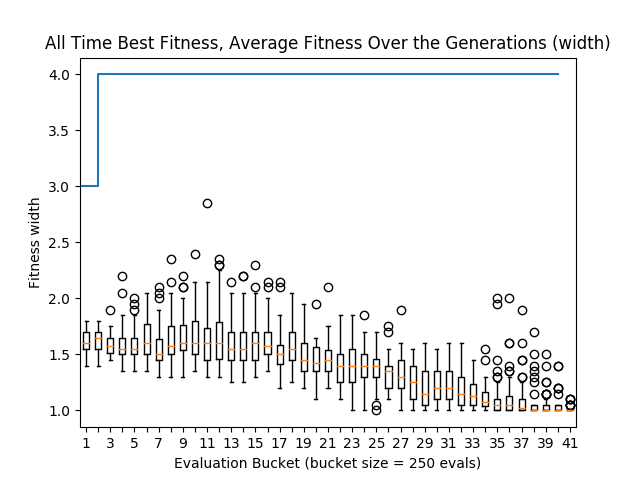 All Time Best Fitness, Average Fitness Over the Generations (width)
4.0
3.5
3.0
2.5
2.0
1.5
1.0
Fitness width
1 3 5 7 9 11 13 15 17 19 21 23 25 27 29 31 33 35 37 39 41
Evaluation Bucket (bucket size = 250 evals)